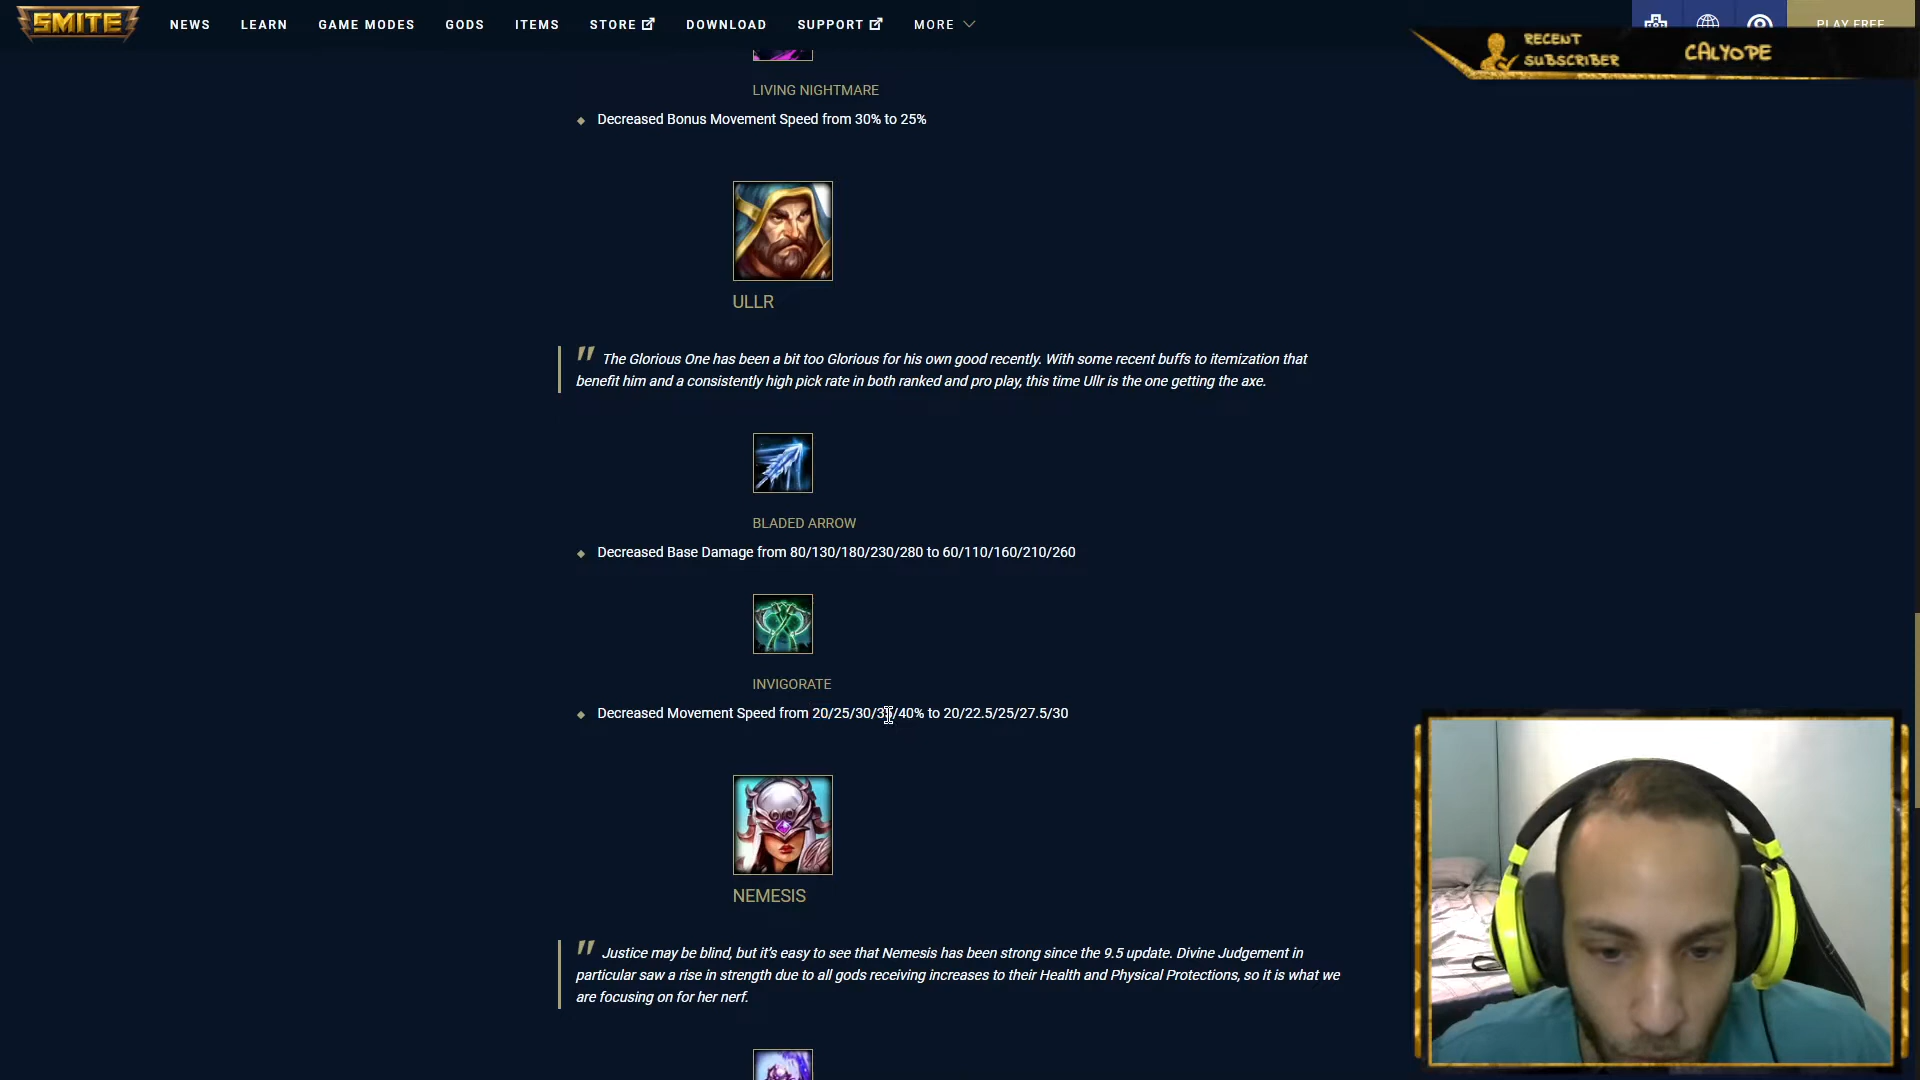 SMITE
NEWS LEARN GAME MODES GODS ITEMS STORE DOWNLOAD SUPPORT MORE
PLAY FREE
RECENT SUBSCRIBER
CALYOPE
LIVING NIGHTMARE
Decreased Bonus Movement Speed from 30% to 25%
ULLR
The Glorious One has been a bit too Glorious for his own good recently. With some recent buffs to itemization that
benefit him and a consistently high pick rate in both ranked and pro play, this time Ullr is the one getting the axe.
BLADED ARROW
Decreased Base Damage from 80/130/180/230/280 to 60/110/160/210/260
INVIGORATE
Decreased Movement Speed from 20/25/30/35/40% to 20/22.5/25/27.5/30
NEMESIS
Justice may be blind, but it's easy to see that Nemesis has been strong since the 9.5 update. Divine Judgement in
particular saw a rise in strength due to all gods receiving increases to their Health and Physical Protections, so it is what we
are focusing on for her nerf.